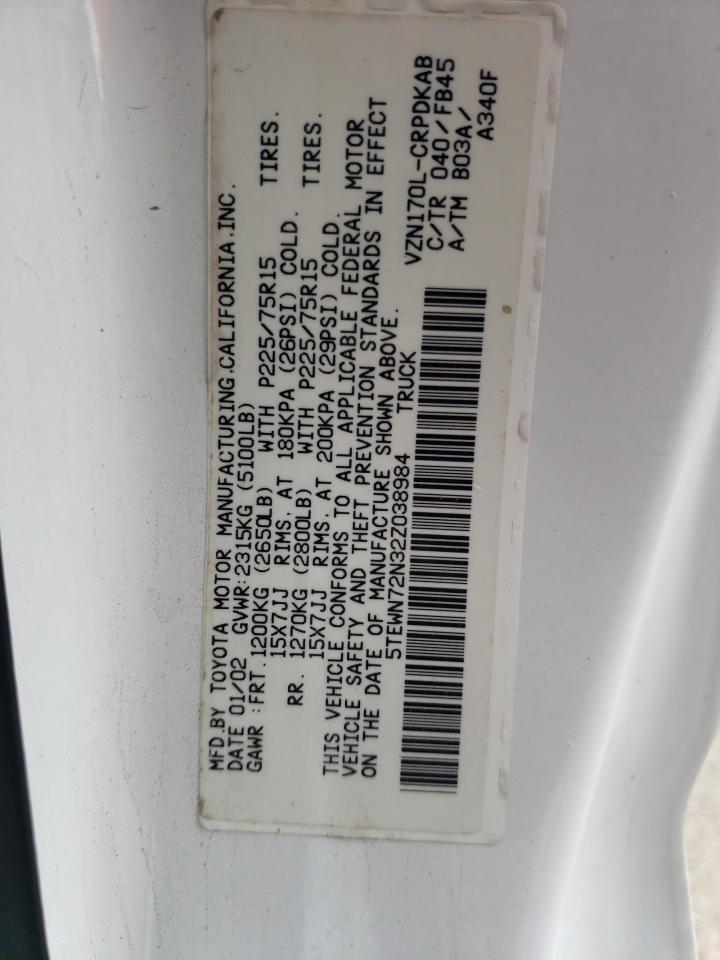 MFD.BY TOYOTA MOTOR MANUFACTURING.CALIFORNIA.INC.
DATE 01/02 GVWR:2315KG (5100LB)
GAWR :FRT.1200KG (2650LB) WITH P225/75R15 TIRES.
15X7JJ RIMS. AT 180KPA (26PSI) COLD.
RR. 1270KG (2800LB) WITH P225/75R15 TIRES.
15X7JJ RIMS. AT 200KPA (29PSI) COLD.
THIS VEHICLE CONFORMS TO ALL APPLICABLE FEDERAL MOTOR
VEHICLE SAFETY AND THEFT PREVENTION STANDARDS IN EFFECT
ON THE DATE OF MANUFACTURE SHOWN ABOVE.
5TEWN72N32Z038984 TRUCK
VZN170L-CRPDKAB
C/TR 040/FB45
A/TM B03A/
A340F